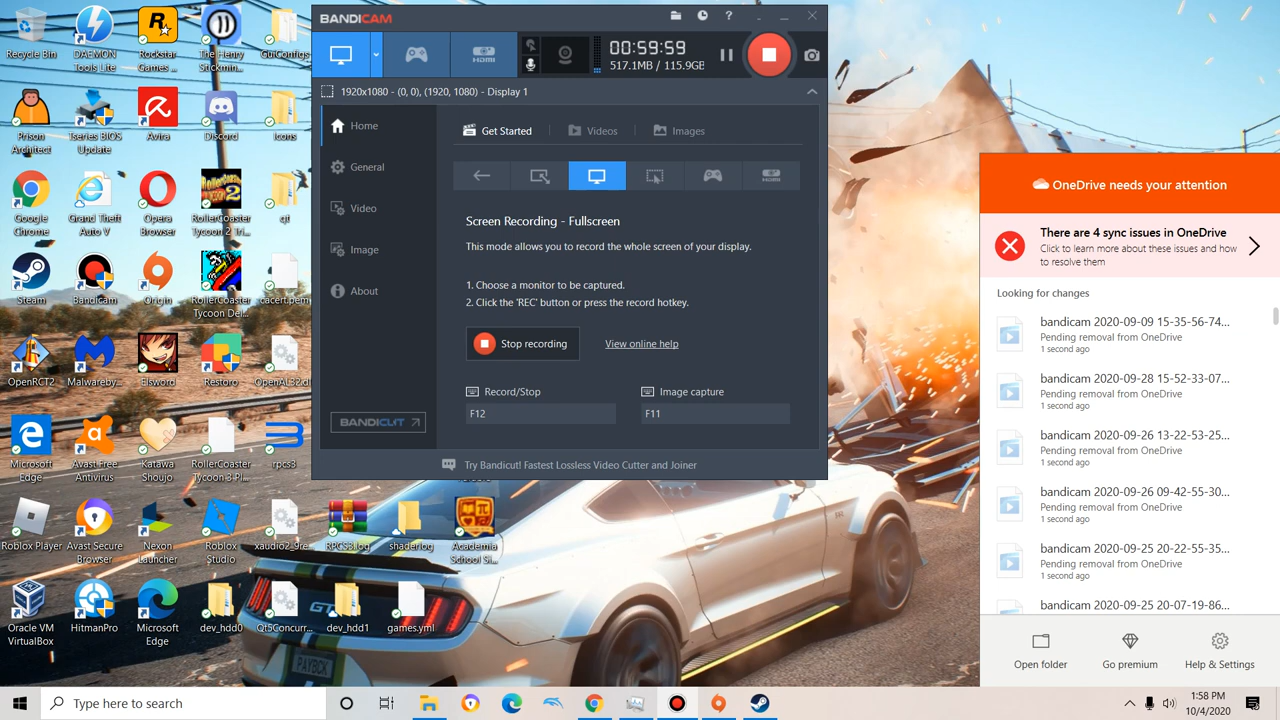 Recycle Bin
DAEMON Tools Lite
Rockstar Games ...
The Henry Stickmin...
GuiConfigs
Prison Architect
Tseries BIOS Update
Avira
Discord
Icons
Google Chrome
Grand Theft Auto V
Opera Browser
RollerCoaster Tycoon 2 Tri...
qt
Steam
Bandicam
Origin
RollerCoaster Tycoon Del...
cacert.pem
OpenRCT2
Malwareby...
Elsword
Restoro
OpenAL32.dl
Microsoft Edge
Avast Free Antivirus
Katawa Shoujo
RollerCoaster Tycoon 3 Pl...
rpcs3
Roblox Player
Avast Secure Browser
Nexon Launcher
Roblox Studio
xaudio2_9re...
RPCS3.log
shaderlog
Academia School Si...
Oracle VM VirtualBox
HitmanPro
Microsoft Edge
dev_hdd0
Qt5Concurr...
dev_hdd1
games.yml
BANDICAM
00:59:59
517.1MB / 115.9GB
1920x1080 - (0, 0), (1920, 1080) - Display 1
Home
General
Video
Image
About
BANDICUT
Get Started
Videos
Images
HDMI
Screen Recording - Fullscreen
This mode allows you to record the whole screen of your display.
1. Choose a monitor to be captured.
2. Click the 'REC' button or press the record hotkey.
Stop recording
View online help
Record/Stop
Image capture
F12
F11
Try Bandicut! Fastest Lossless Video Cutter and Joiner
OneDrive needs your attention
There are 4 sync issues in OneDrive
Click to learn more about these issues and how
to resolve them
Looking for changes
bandicam 2020-09-09 15-35-56-74...
Pending removal from OneDrive
1 second ago
bandicam 2020-09-28 15-52-33-07...
Pending removal from OneDrive
1 second ago
bandicam 2020-09-26 13-22-53-25...
Pending removal from OneDrive
1 second ago
bandicam 2020-09-26 09-42-55-30...
Pending removal from OneDrive
1 second ago
bandicam 2020-09-25 20-22-55-35...
Pending removal from OneDrive
1 second ago
bandicam 2020-09-25 20-07-19-86...
Open folder
Go premium
Help & Settings
GT
PAYBCK
Type here to search
1:58 PM
10/4/2020